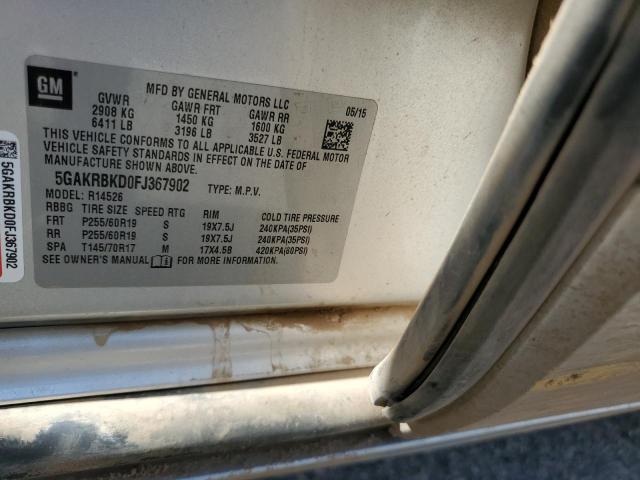 GM
MFD BY GENERAL MOTORS LLC
GVWR GAWR FRT GAWR RR 05/15
2908 KG 1450 KG 1600 KG
6411 LB 3196 LB 3527 LB
THIS VEHICLE CONFORMS TO ALL APPLICABLE U.S. FEDERAL MOTOR
VEHICLE SAFETY STANDARDS IN EFFECT ON THE DATE OF MANUFACTURE
SHOWN ABOVE.
5GAKRBKD0FJ367902 TYPE: M.P.V.
MODEL: R14526
RBBG TIRE SIZE SPEED RTG RIM COLD TIRE PRESSURE
FRT P255/60R19 S 19X7.5J 240KPA(35PSI)
RR P255/60R19 S 19X7.5J 240KPA(35PSI)
SPA T145/70R17 M 17X4.5B 420KPA(60PSI)
SEE OWNER'S MANUAL FOR MORE INFORMATION.
5GAKRBKD0FJ367902